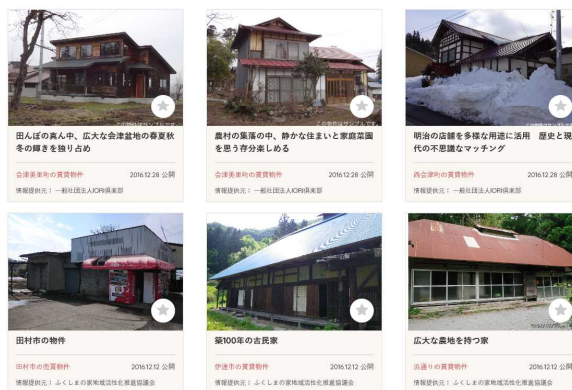 田んぼの真ん中、広大な会津盆地の春夏秋
冬の輝きを独り占め
会津美里町の賃貸物件 2016.12.28 公開
情報提供元： 一般社団法人IORI倶楽部
農村の集落の中、静かな住まいと家庭菜園
を思う存分楽しめる
会津美里町の賃貸物件 2016.12.28 公開
情報提供元： 一般社団法人IORI倶楽部
明治の店舗を多様な用途に活用 歴史と現
代の不思議なマッチング
西会津町の賃貸物件 2016.12.28 公開
情報提供元： 一般社団法人IORI倶楽部
田村市の物件
田村市の売買物件 2016.12.12 公開
情報提供元： ふくしまの家地域活性化推進協議会
築100年の古民家
伊達市の賃貸物件 2016.12.12 公開
情報提供元： ふくしまの家地域活性化推進協議会
広大な農地を持つ家
浜通りの賃貸物件 2016.12.12 公開
情報提供元： ふくしまの家地域活性化推進協議会